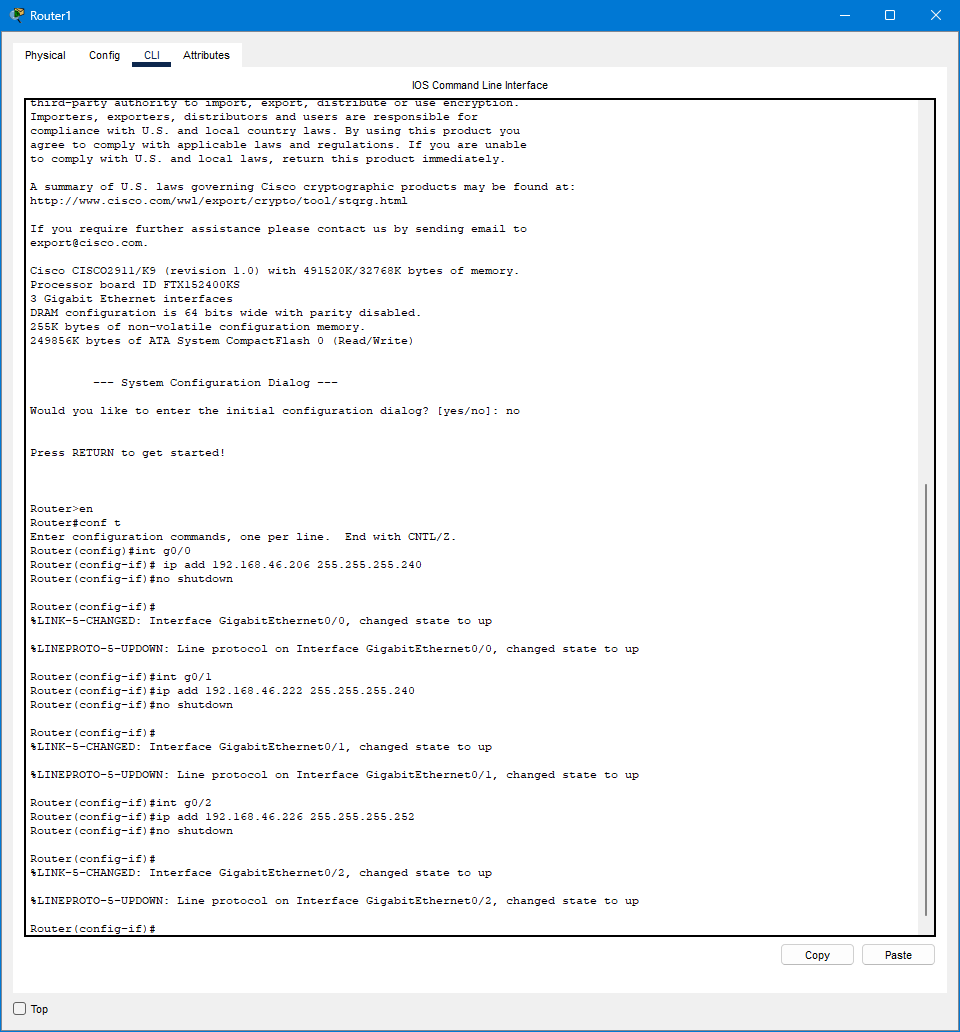 Router1
Physical Config CLI Attributes
IOS Command Line Interface
third-party authority to import, export, distribute or use encryption.
Importers, exporters, distributors and users are responsible for
compliance with U.S. and local country laws. By using this product you
agree to comply with applicable laws and regulations. If you are unable
to comply with U.S. and local laws, return this product immediately.
A summary of U.S. laws governing Cisco cryptographic products may be found at:
http://www.cisco.com/wwl/export/crypto/tool/stqrg.html
If you require further assistance please contact us by sending email to
export@cisco.com.
Cisco CISCO2911/K9 (revision 1.0) with 491520K/32768K bytes of memory.
Processor board ID FTX152400KS
3 Gigabit Ethernet interfaces
DRAM configuration is 64 bits wide with parity disabled.
255K bytes of non-volatile configuration memory.
249856K bytes of ATA System CompactFlash 0 (Read/Write)
--- System Configuration Dialog ---
Would you like to enter the initial configuration dialog? [yes/no]: no
Press RETURN to get started!
Router>en
Router#conf t
Enter configuration commands, one per line.  End with CNTL/Z.
Router(config)#int g0/0
Router(config-if)# ip add 192.168.46.206 255.255.255.240
Router(config-if)#no shutdown
Router(config-if)#
%LINK-5-CHANGED: Interface GigabitEthernet0/0, changed state to up
%LINEPROTO-5-UPDOWN: Line protocol on Interface GigabitEthernet0/0, changed state to up
Router(config-if)#int g0/1
Router(config-if)#ip add 192.168.46.222 255.255.255.240
Router(config-if)#no shutdown
Router(config-if)#
%LINK-5-CHANGED: Interface GigabitEthernet0/1, changed state to up
%LINEPROTO-5-UPDOWN: Line protocol on Interface GigabitEthernet0/1, changed state to up
Router(config-if)#int g0/2
Router(config-if)#ip add 192.168.46.226 255.255.255.252
Router(config-if)#no shutdown
Router(config-if)#
%LINK-5-CHANGED: Interface GigabitEthernet0/2, changed state to up
%LINEPROTO-5-UPDOWN: Line protocol on Interface GigabitEthernet0/2, changed state to up
Router(config-if)#
Copy Paste
Top